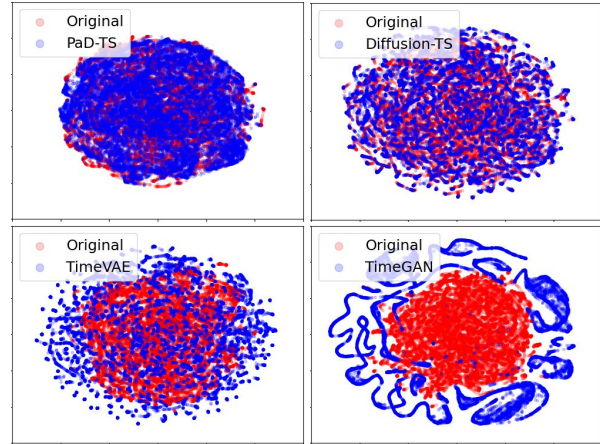 Original
PaD-TS
Original
Diffusion-TS
Original
TimeVAE
Original
TimeGAN